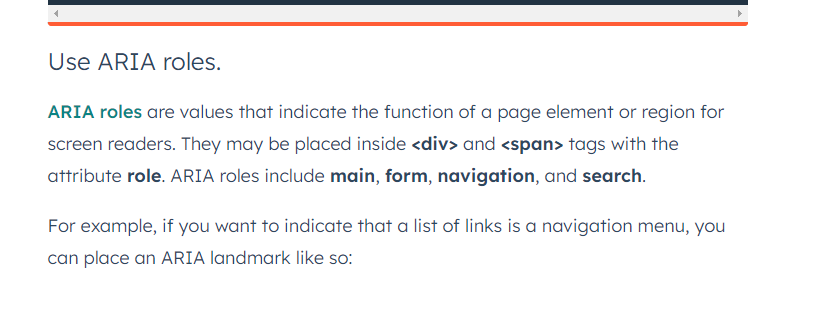 Use ARIA roles.
ARIA roles are values that indicate the function of a page element or region for
screen readers. They may be placed inside <div> and <span> tags with the
attribute role. ARIA roles include main, form, navigation, and search.
For example, if you want to indicate that a list of links is a navigation menu, you
can place an ARIA landmark like so: